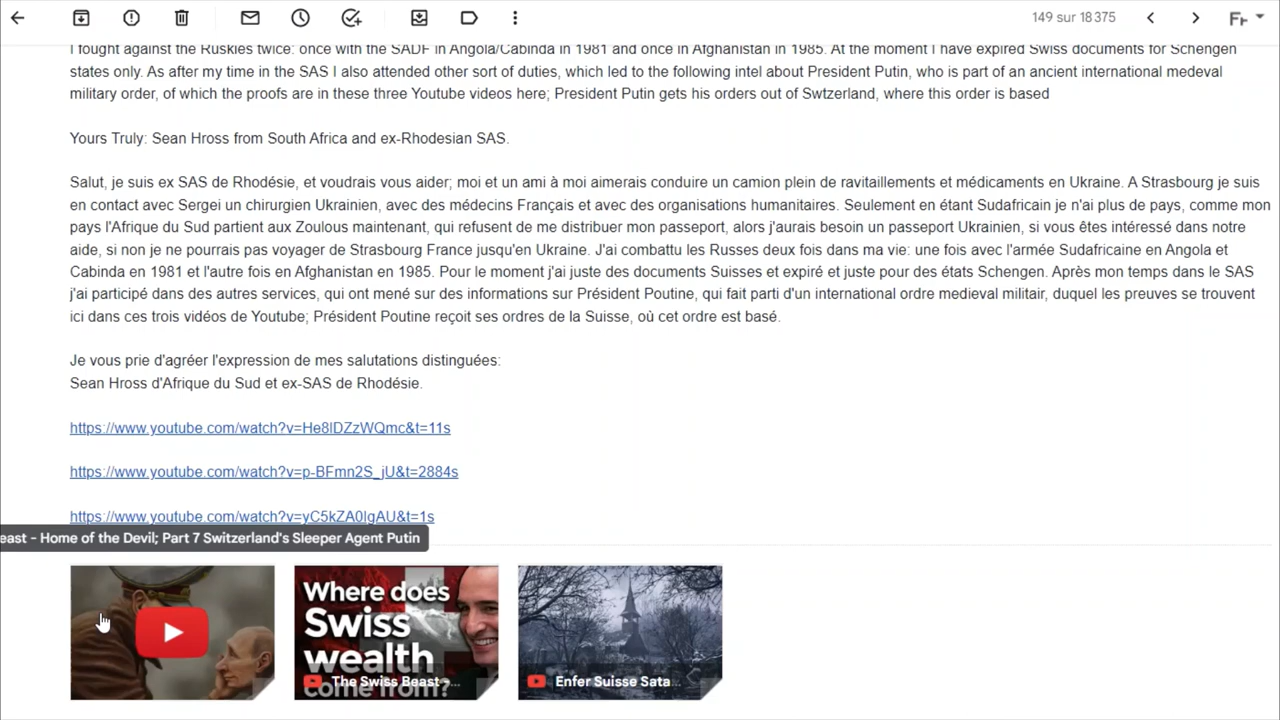 149 sur 18 375
Fr
I fought against the Ruskies twice: once with the SADF in Angola/Cabinda in 1981 and once in Afghanistan in 1985. At the moment I have expired Swiss documents for Schengen
states only. As after my time in the SAS I also attended other sort of duties, which led to the following intel about President Putin, who is part of an ancient international medeval
military order, of which the proofs are in these three Youtube videos here; President Putin gets his orders out of Swtzerland, where this order is based
Yours Truly: Sean Hross from South Africa and ex-Rhodesian SAS.
Salut, je suis ex SAS de Rhodésie, et voudrais vous aider; moi et un ami à moi aimerais conduire un camion plein de ravitaillements et médicaments en Ukraine. A Strasbourg je suis
en contact avec Sergei un chirurgien Ukrainien, avec des médecins Français et avec des organisations humanitaires. Seulement en étant Sudafricain je n'ai plus de pays, comme mon
pays l'Afrique du Sud partient aux Zoulous maintenant, qui refusent de me distribuer mon passeport, alors j'aurais besoin un passeport Ukrainien, si vous êtes intéressé dans notre
aide, si non je ne pourrais pas voyager de Strasbourg France jusqu'en Ukraine. J'ai combattu les Russes deux fois dans ma vie: une fois avec l'armée Sudafricaine en Angola et
Cabinda en 1981 et l'autre fois en Afghanistan en 1985. Pour le moment j'ai juste des documents Suisses et expiré et juste pour des états Schengen. Après mon temps dans le SAS
j'ai participé dans des autres services, qui ont mené sur des informations sur Président Poutine, qui fait parti d'un international ordre medieval militair, duquel les preuves se trouvent
ici dans ces trois vidéos de Youtube; Président Poutine reçoit ses ordres de la Suisse, où cet ordre est basé.
Je vous prie d'agréer l'expression de mes salutations distinguées:
Sean Hross d'Afrique du Sud et ex-SAS de Rhodésie.
https://www.youtube.com/watch?v=He8lDZzWQmc&t=11s
https://www.youtube.com/watch?v=p-BFmn2S_jU&t=2884s
https://www.youtube.com/watch?v=yC5kZA0lgAU&t=1s
east - Home of the Devil; Part 7 Switzerland's Sleeper Agent Putin
Where does
Swiss
wealth
come from?
The Swiss Beast -...
Enfer Suisse Sata...